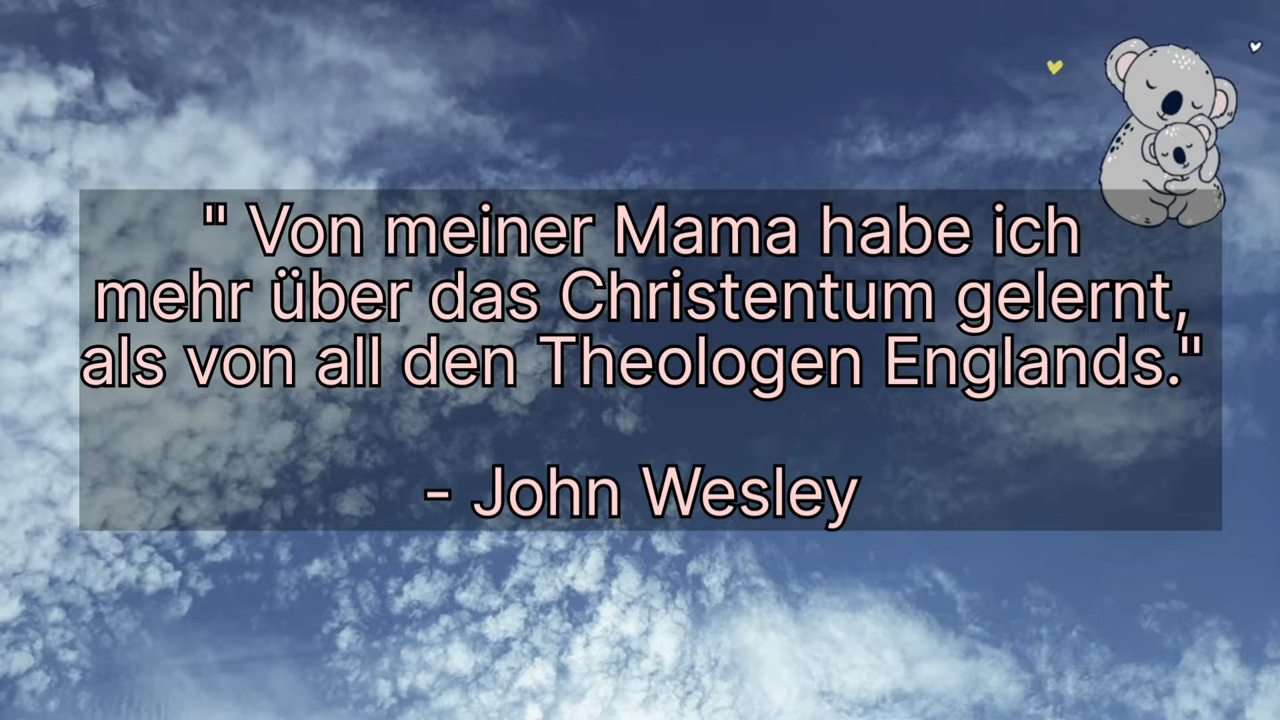 " Von meiner Mama habe ich
mehr über das Christentum gelernt,
als von all den Theologen Englands."
- John Wesley